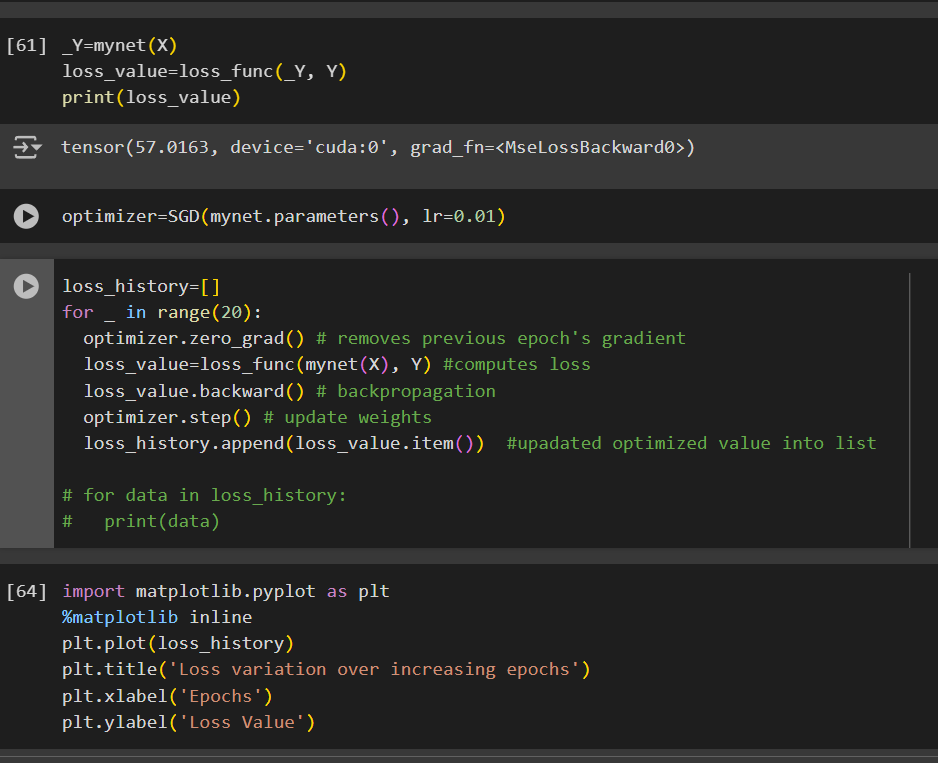 [61] _Y=mynet(X)
loss_value=loss_func(_Y, Y)
print(loss_value)
tensor(57.0163, device='cuda:0', grad_fn=<MseLossBackward0>)
optimizer=SGD(mynet.parameters(), lr=0.01)
loss_history=[]
for _ in range(20):
  optimizer.zero_grad() # removes previous epoch's gradient
  loss_value=loss_func(mynet(X), Y) #computes loss
  loss_value.backward() # backpropagation
  optimizer.step() # update weights
  loss_history.append(loss_value.item())  #upadated optimized value into list
# for data in loss_history:
#   print(data)
[64] import matplotlib.pyplot as plt
%matplotlib inline
plt.plot(loss_history)
plt.title('Loss variation over increasing epochs')
plt.xlabel('Epochs')
plt.ylabel('Loss Value')